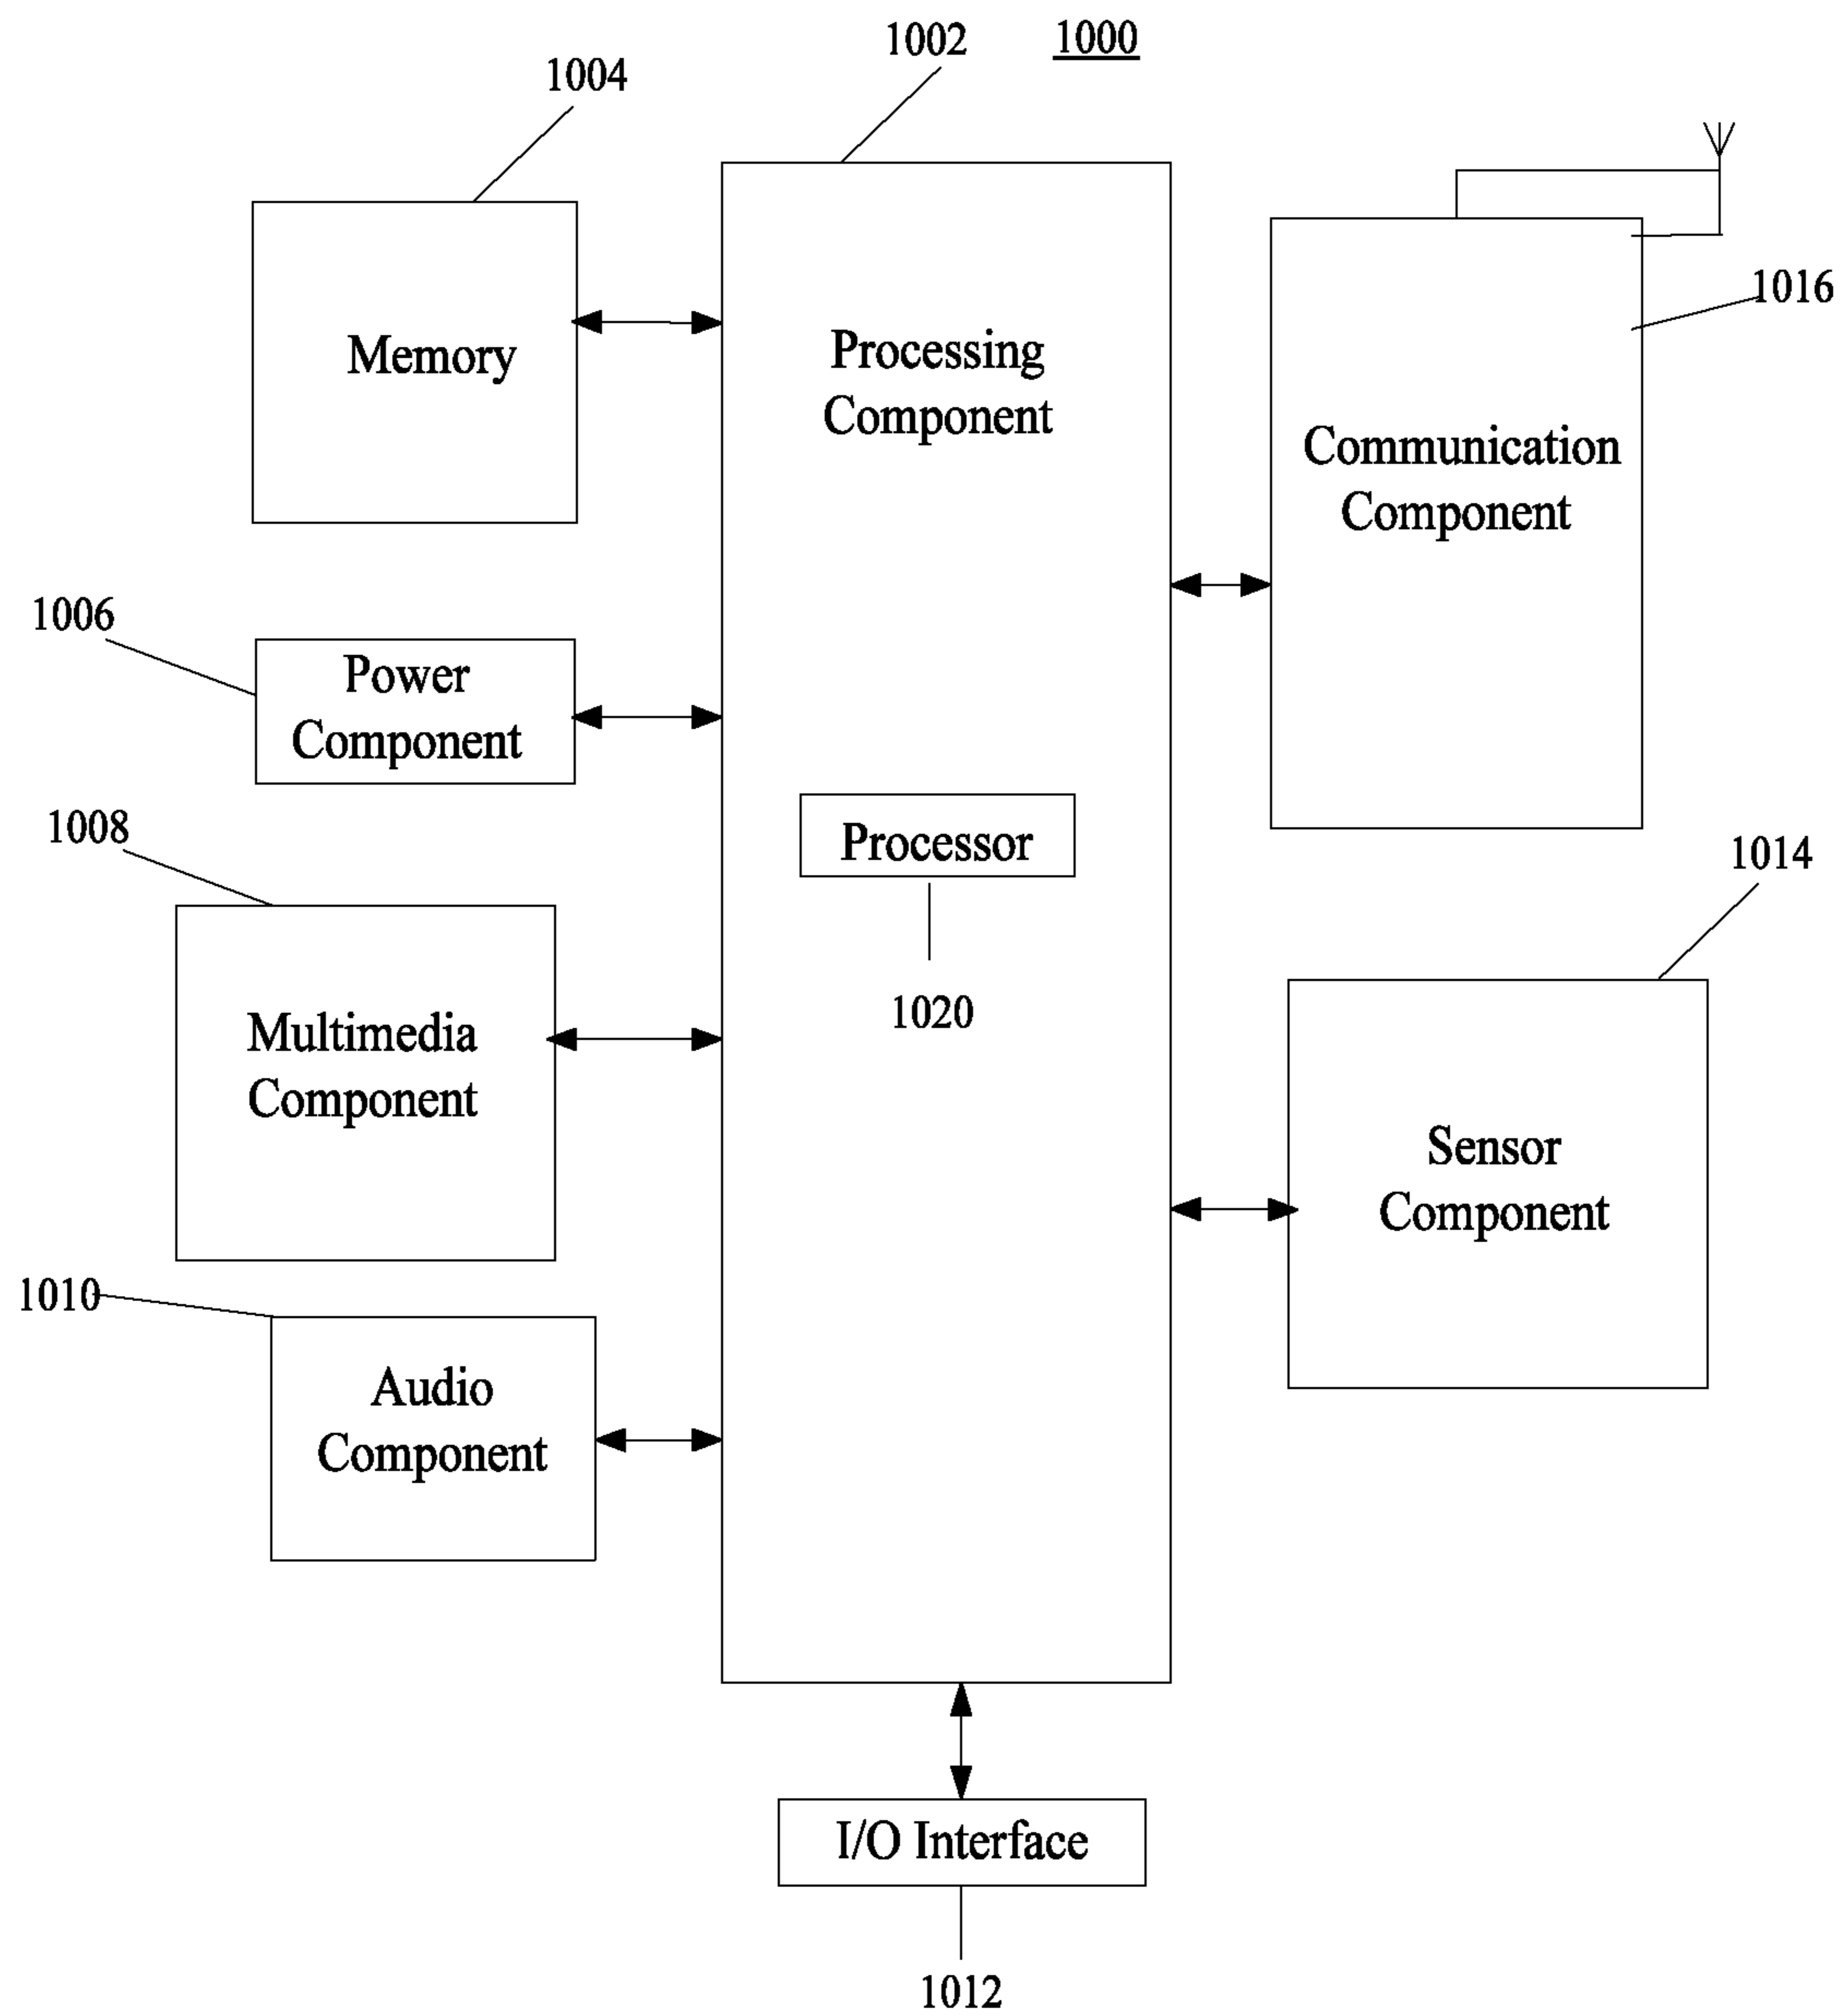 1000
1002
1004
Memory
Processing
Component
1016
Communication
Component
1006
Power
Component
1008
Processor
1014
1020
Multimedia
Component
Sensor
Component
1010
Audio
Component
I/O Interface
1012